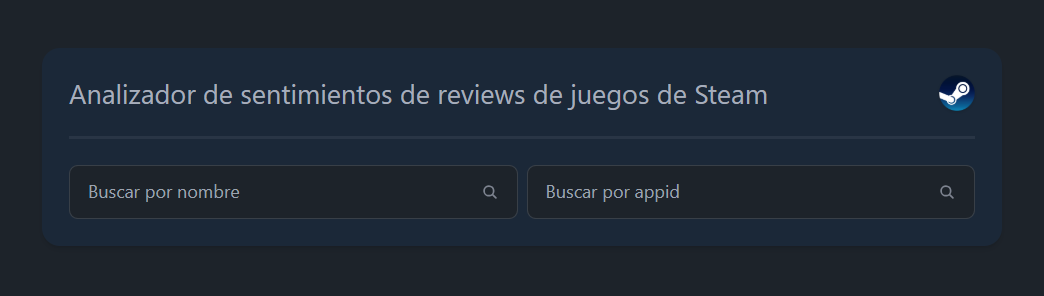 Analizador de sentimientos de reviews de juegos de Steam
Buscar por nombre
Buscar por appid